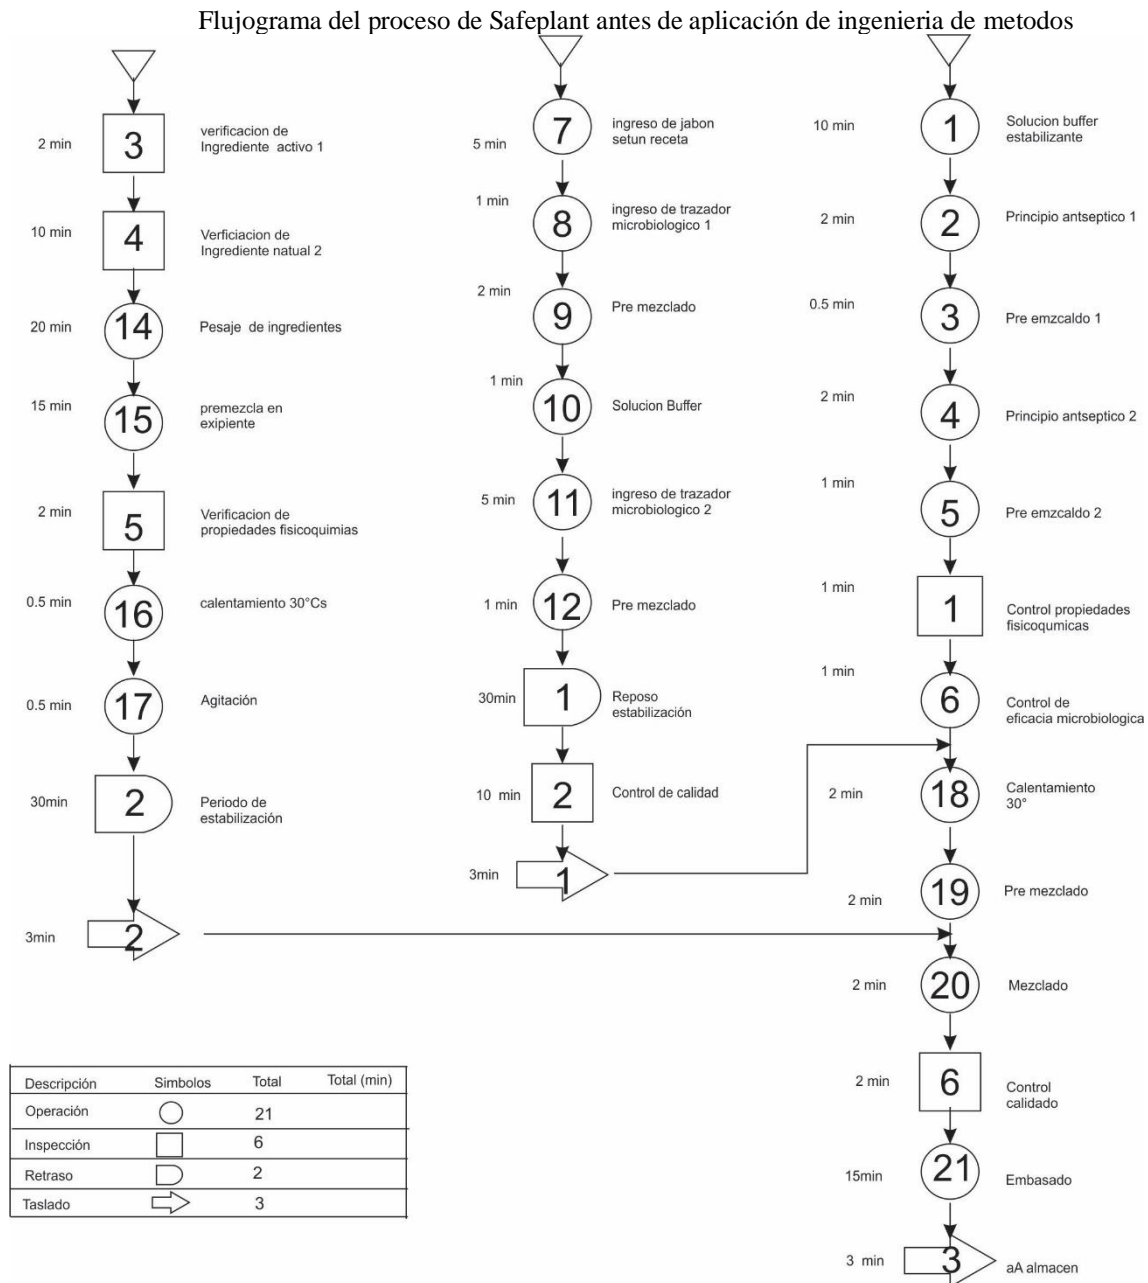 Flujograma del proceso de Safeplant antes de aplicación de ingenieria de metodos
2 min
3
verificacion de
Ingrediente activo 1
10 min
4
Verficiacion de
Ingrediente natual 2
20 min
14
Pesaje de ingredientes
15 min
15
premezcla en
exipiente
2 min
5
Verificacion de
propiedades fisicoquimias
0.5 min
16
calentamiento 30°Cs
0.5 min
17
Agitación
30min
2
Periodo de
estabilización
3min
2
5 min
7
ingreso de jabon
setun receta
1 min
8
ingreso de trazador
microbiologico 1
2 min
9
Pre mezclado
1 min
10
Solucion Buffer
5 min
11
ingreso de trazador
microbiologico 2
1 min
12
Pre mezclado
30min
1
Reposo
estabilización
10 min
2
Control de calidad
3min
1
10 min
1
Solucion buffer
estabilizante
2 min
2
Principio antseptico 1
0.5 min
3
Pre emzcaldo 1
2 min
4
Principio antseptico 2
1 min
5
Pre emzcaldo 2
1 min
1
Control propiedades
fisicoqumicas
1 min
6
Control de
eficacia microbiologica
2 min
18
Calentamiento
30°
2 min
19
Pre mezclado
2 min
20
Mezclado
2 min
6
Control
calidado
15min
21
Embasado
3 min
3
aA almacen
Descripción Simbolos Total Total (min)
Operación 21
Inspección 6
Retraso 2
Taslado 3